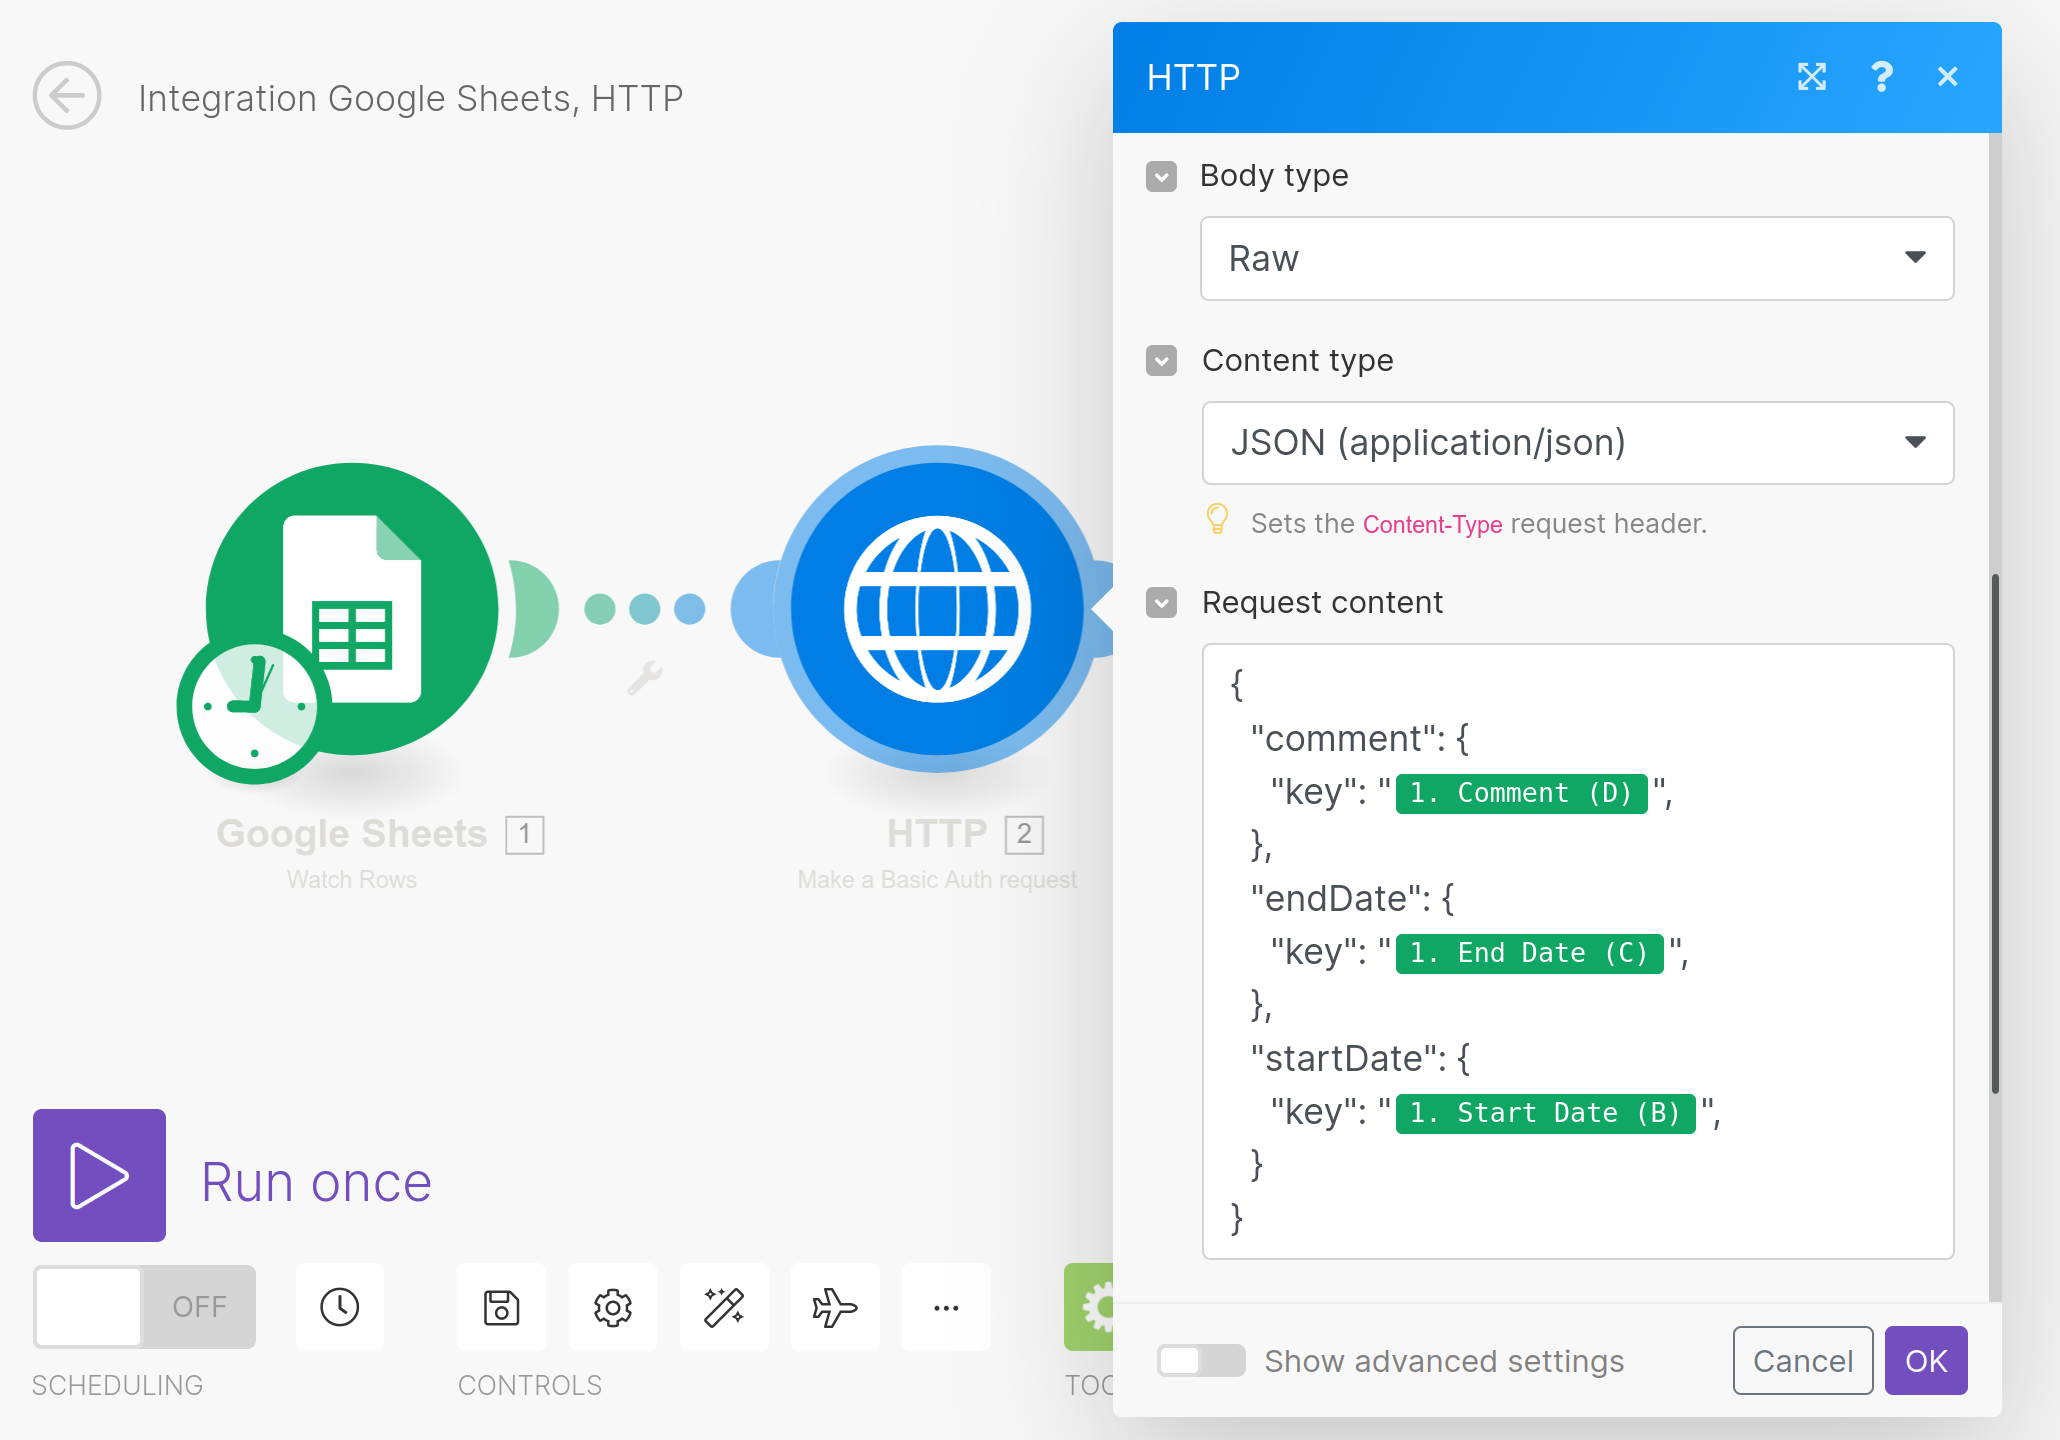 Integration Google Sheets, HTTP
Google Sheets 1
Watch Rows
HTTP 2
Make a Basic Auth request
Run once
OFF
SCHEDULING
CONTROLS
HTTP
?
Body type
Raw
Content type
JSON (application/json)
Sets the Content-Type request header.
Request content
{
"comment": {
"key": "1. Comment (D)",
},
"endDate": {
"key": "1. End Date (C)",
},
"startDate": {
"key": "1. Start Date (B)",
}
}
Show advanced settings
Cancel
OK